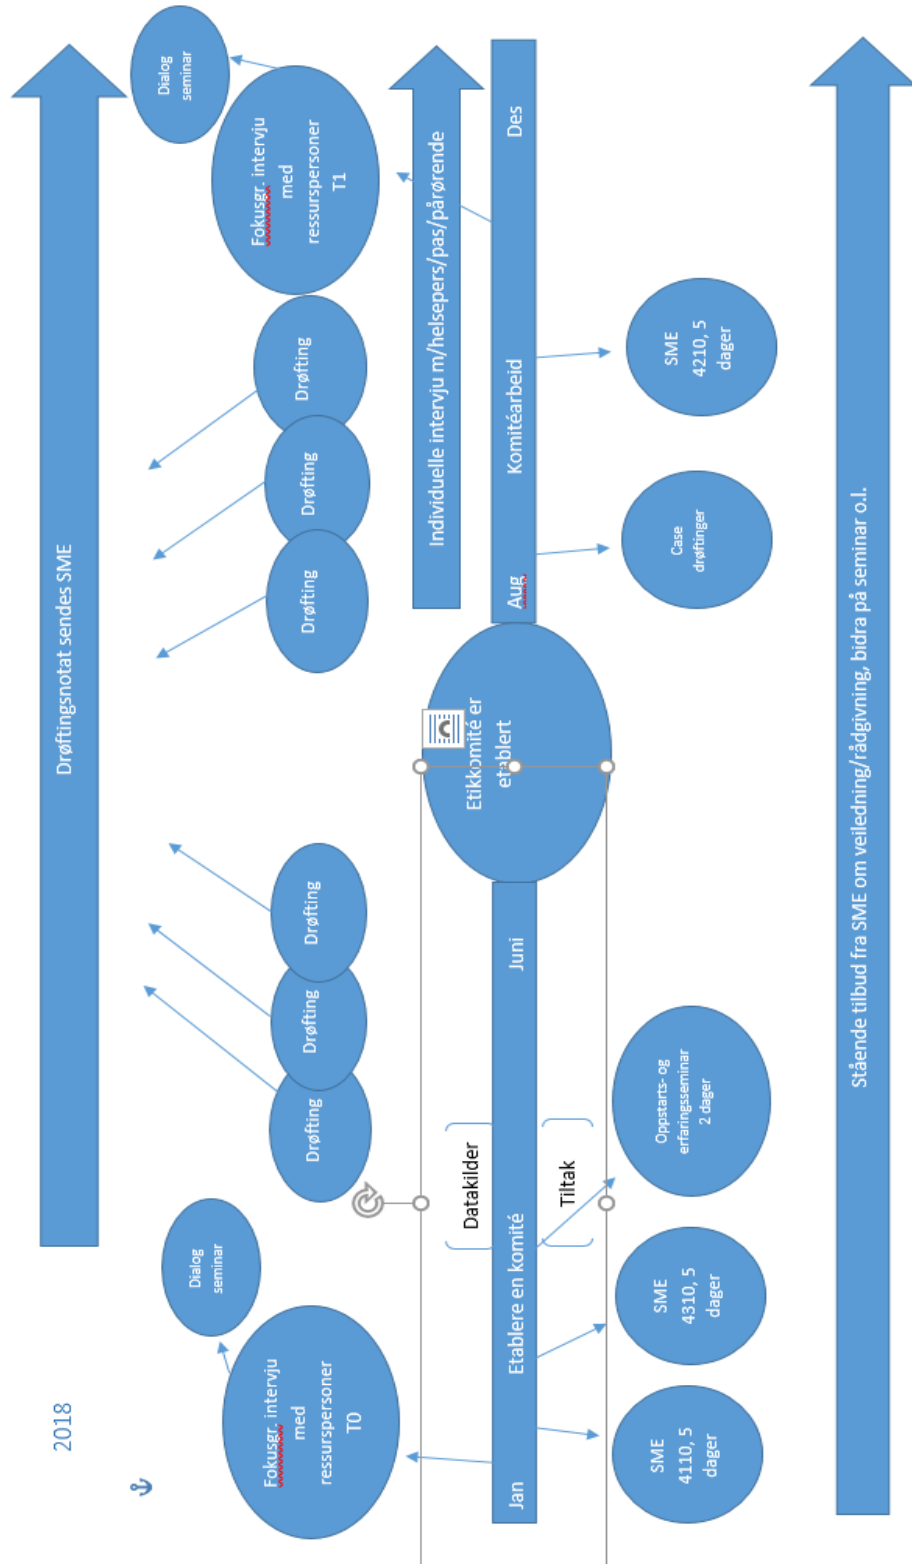 2018
Drøftingsnotat sendes SME
Dialog
seminar
Fokusgr. intervju
med
ressurspersoner
T0
Drøfting
Drøfting
Drøfting
Drøfting
Drøfting
Drøfting
Fokusgr. intervju
med
ressurspersoner
T1
Dialog
seminar
Individuelle intervju m/helsepers/pas/pårørende
Datakilder
Jan
Etablere en komité
Juni
Etikkomité er
etablert
Aug
Komitéarbeid
Des
Tiltak
SME
4110, 5
dager
SME
4310, 5
dager
Oppstarts- og
erfaringsseminar
2 dager
Case
drøftinger
SME
4210, 5
dager
Stående tilbud fra SME om veiledning/rådgivning, bidra på seminar o.l.